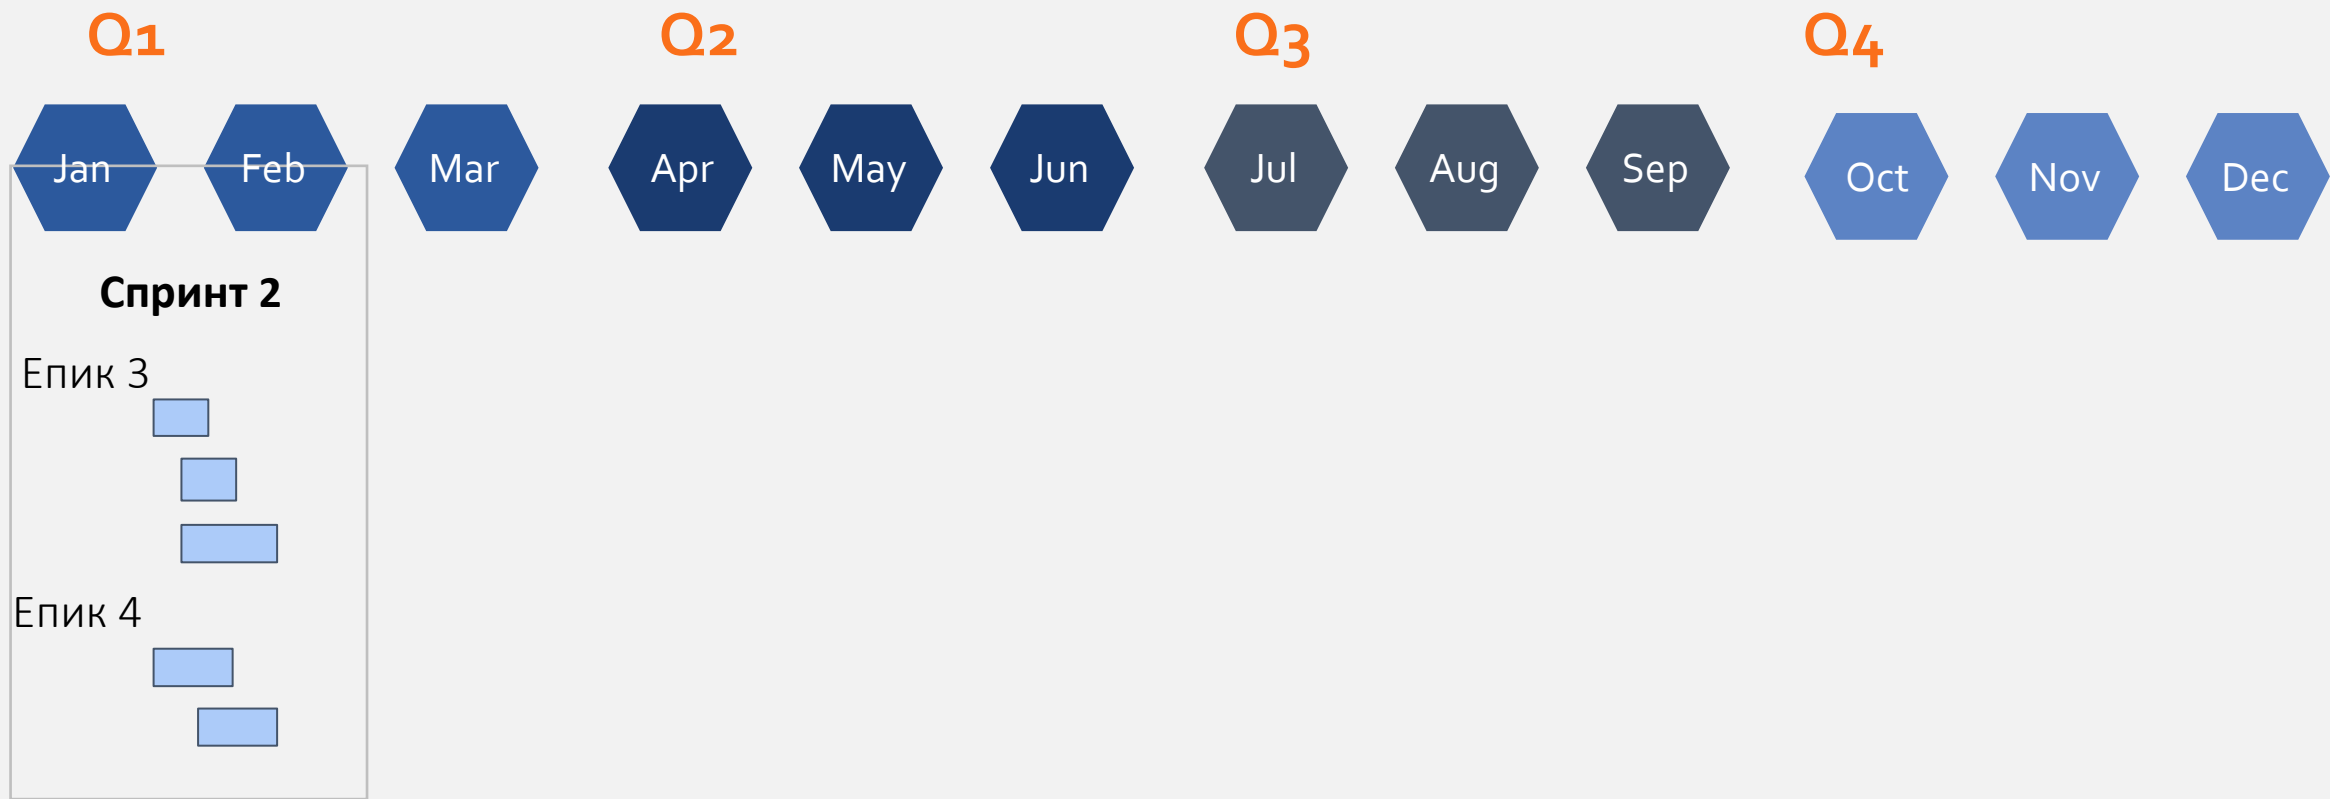 Q1 Q2 Q3 Q4
Jan Feb Mar Apr May Jun Jul Aug Sep Oct Nov Dec
Спринт 2
Епик 3
Епик 4